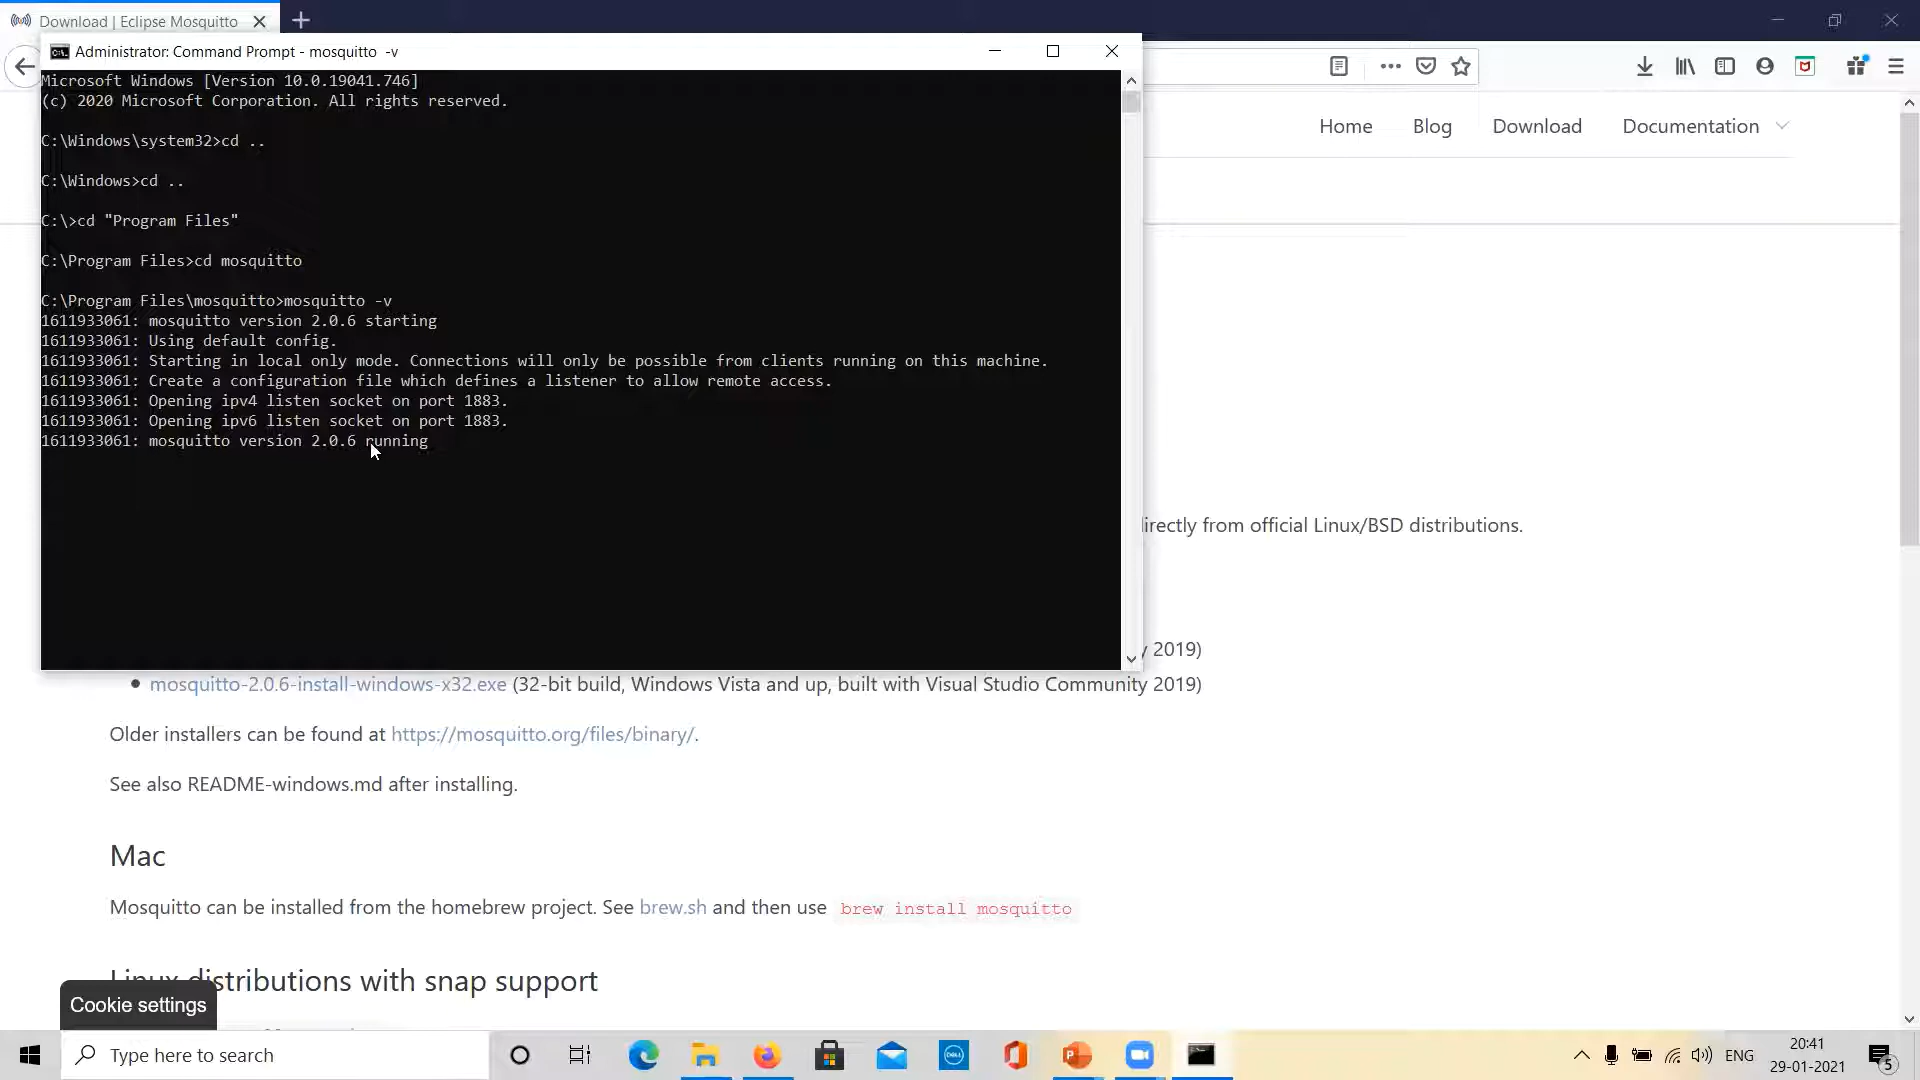 Download | Eclipse Mosquitto
Administrator: Command Prompt - mosquitto -v
Microsoft Windows [Version 10.0.19041.746]
(c) 2020 Microsoft Corporation. All rights reserved.
C:\Windows\system32>cd ..
C:\Windows>cd ..
C:\>cd "Program Files"
C:\Program Files>cd mosquitto
C:\Program Files\mosquitto>mosquitto -v
1611933061: mosquitto version 2.0.6 starting
1611933061: Using default config.
1611933061: Starting in local only mode. Connections will only be possible from clients running on this machine.
1611933061: Create a configuration file which defines a listener to allow remote access.
1611933061: Opening ipv4 listen socket on port 1883.
1611933061: Opening ipv6 listen socket on port 1883.
1611933061: mosquitto version 2.0.6 running
Home Blog Download Documentation
from official Linux/BSD distributions.
2019)
mosquitto-2.0.6-install-windows-x32.exe (32-bit build, Windows Vista and up, built with Visual Studio Community 2019)
Older installers can be found at https://mosquitto.org/files/binary/.
See also README-windows.md after installing.
Mac
Mosquitto can be installed from the homebrew project. See brew.sh and then use brew install mosquitto
Linux distributions with snap support
Cookie settings
Type here to search
DELL
ENG
20:41
29-01-2021
5